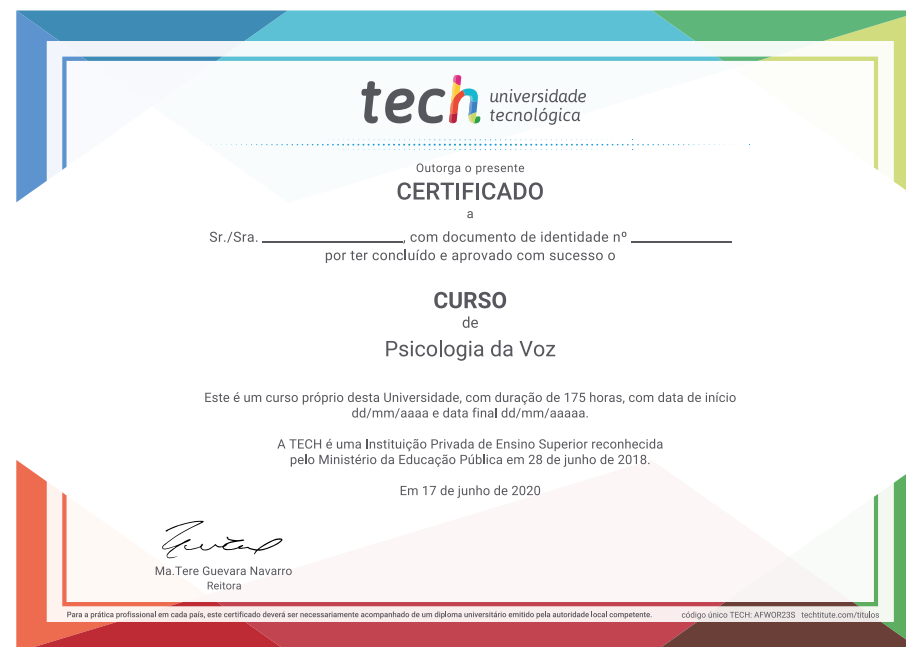 tech universidade
tecnológica
Outorga o presente
CERTIFICADO
a
Sr./Sra. ____________________, com documento de identidade nº ______________
por ter concluído e aprovado com sucesso o
CURSO
de
Psicologia da Voz
Este é um curso próprio desta Universidade, com duração de 175 horas, com data de início
dd/mm/aaaa e data final dd/mm/aaaaa.
A TECH é uma Instituição Privada de Ensino Superior reconhecida
pelo Ministério da Educação Pública em 28 de junho de 2018.
Em 17 de junho de 2020
Ma.Tere Guevara Navarro
Reitora
Para a prática profissional em cada país, este certificado deverá ser necessariamente acompanhado de um diploma universitário emitido pela autoridade local competente. código único TECH: AFWOR23S techtitute.com/titulos